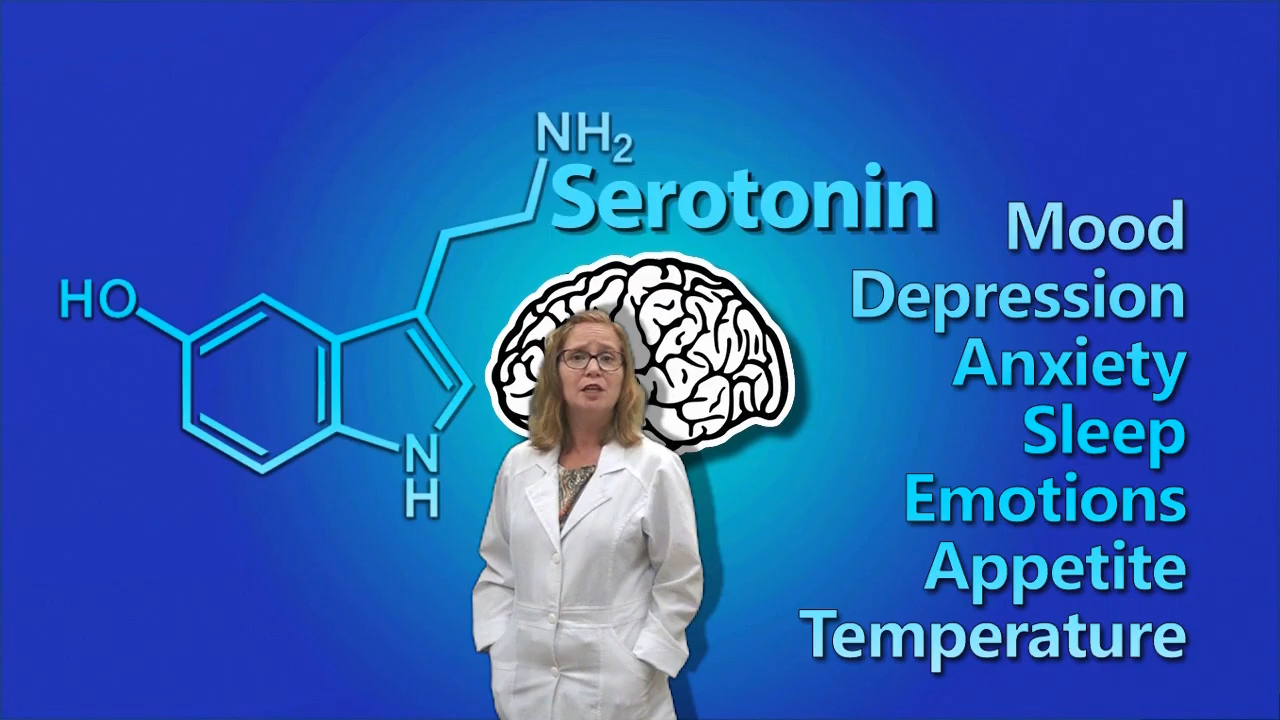 NH₂
Serotonin
HO
N
H
Mood
Depression
Anxiety
Sleep
Emotions
Appetite
Temperature